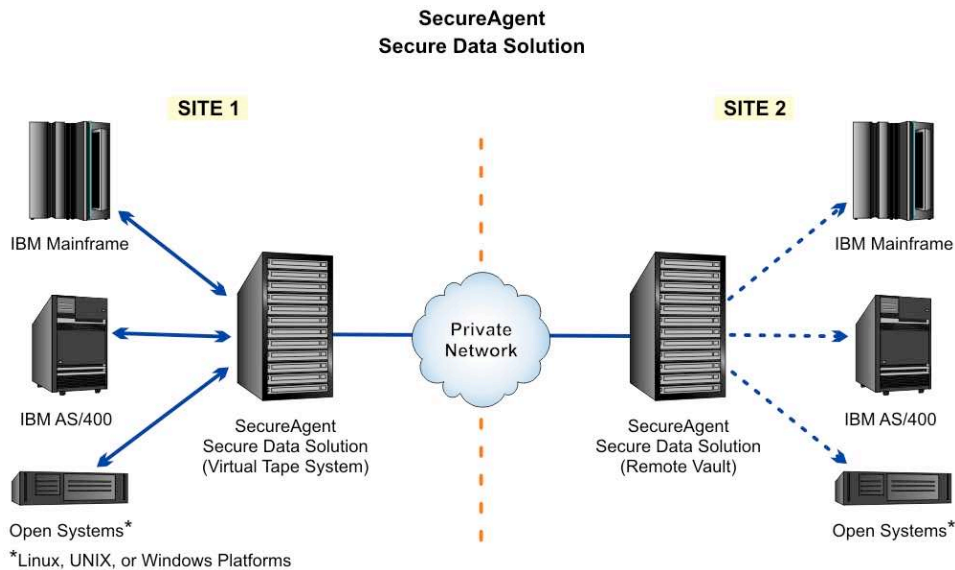 SecureAgent
Secure Data Solution
SITE 1
SITE 2
IBM Mainframe
IBM Mainframe
Private
Network
IBM AS/400
IBM AS/400
SecureAgent
Secure Data Solution
(Virtual Tape System)
SecureAgent
Secure Data Solution
(Remote Vault)
Open Systems*
Open Systems*
*Linux, UNIX, or Windows Platforms